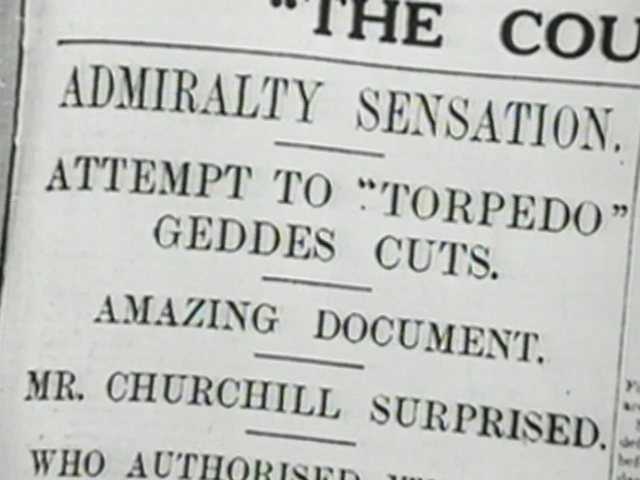 "THE COU
ADMIRALTY SENSATION.
ATTEMPT TO "TORPEDO"
GEDDES CUTS.
AMAZING DOCUMENT.
MR. CHURCHILL SURPRISED.
WHO AUTHORISED